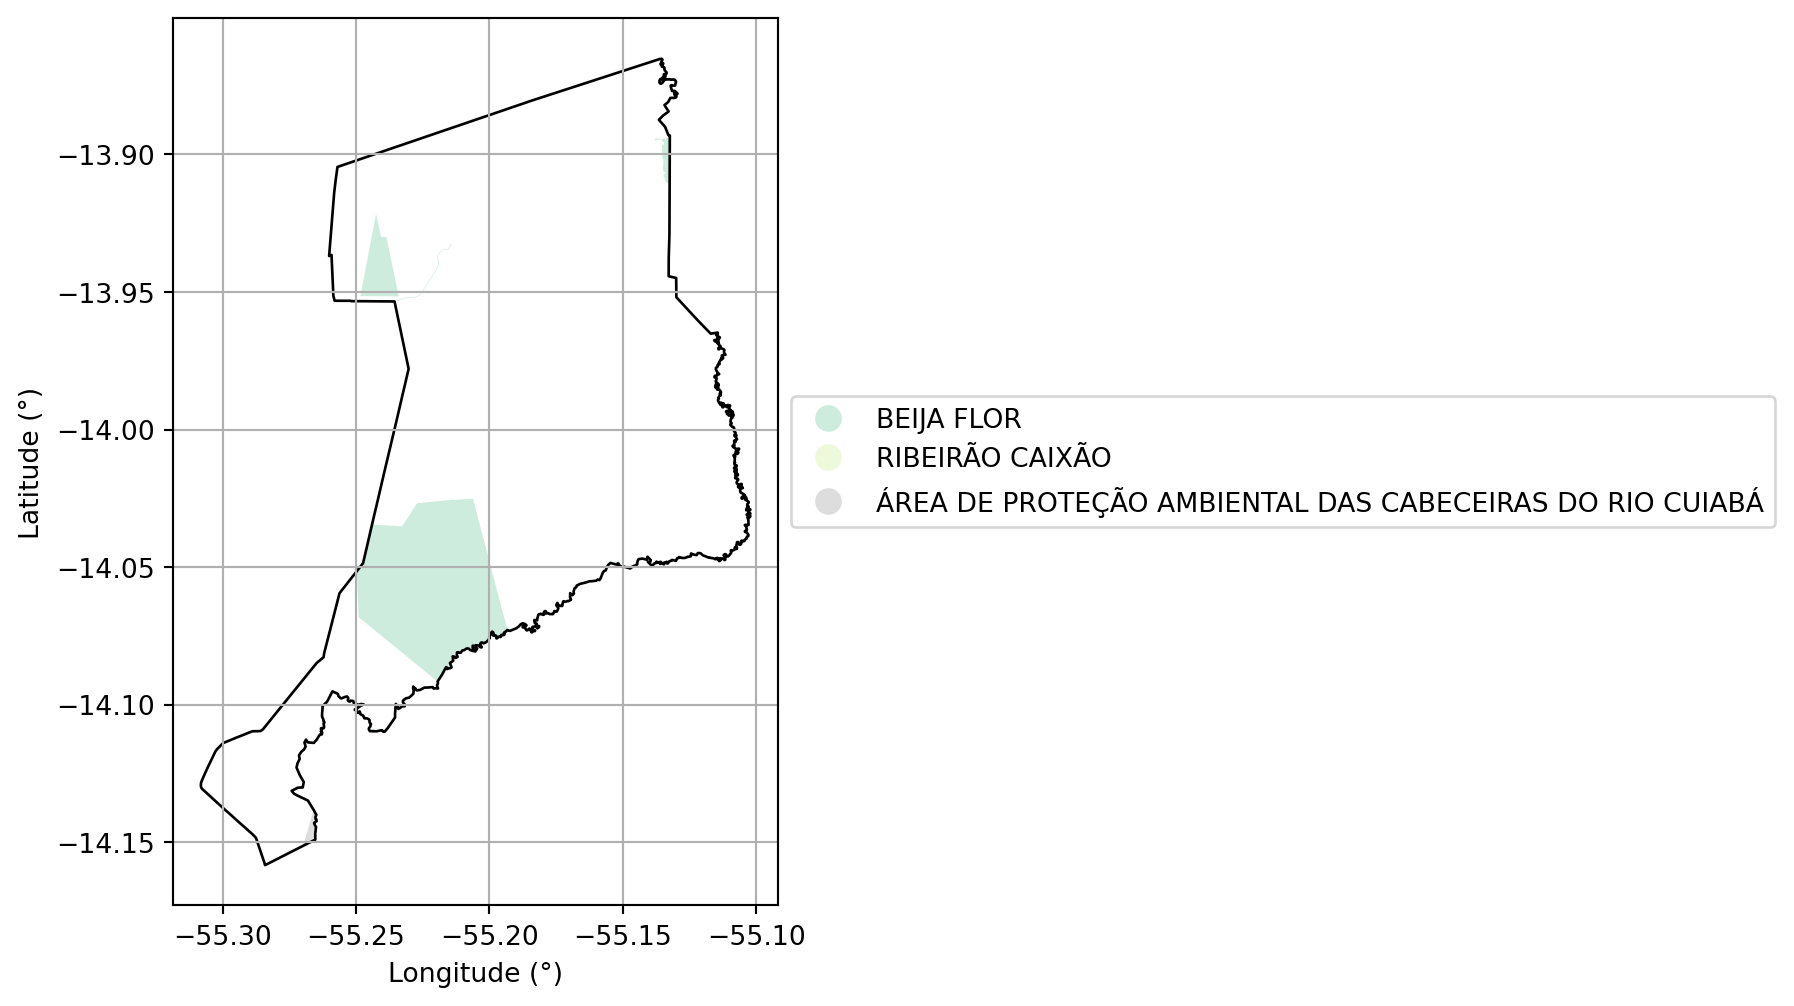 −13.90
−13.95
−14.00
−14.05
−14.10
−14.15
−55.30 −55.25 −55.20 −55.15 −55.10
Longitude (°)
Latitude (°)
BEIJA FLOR
RIBEIRÃO CAIXÃO
ÁREA DE PROTEÇÃO AMBIENTAL DAS CABECEIRAS DO RIO CUIABÁ